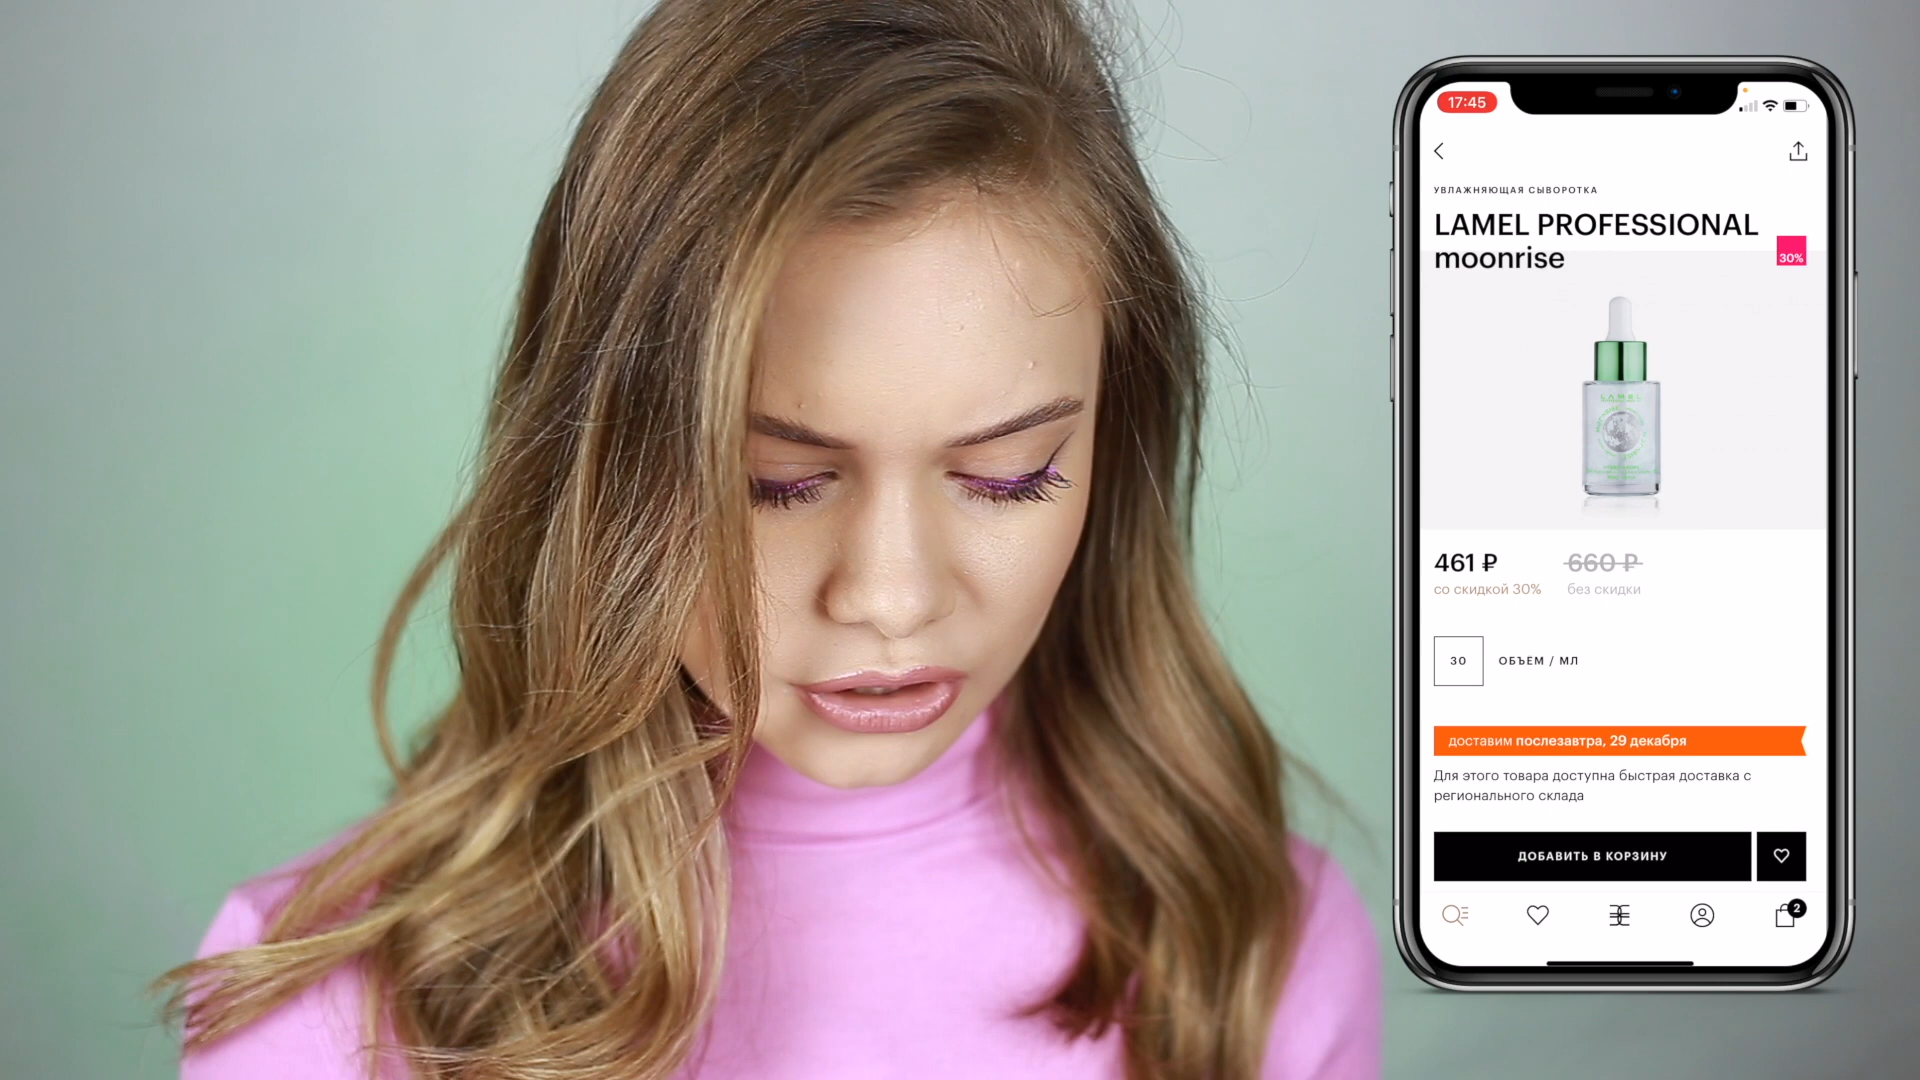 17:45
УВЛАЖНЯЮЩАЯ СЫВОРОТКА
LAMEL PROFESSIONAL
moonrise
30%
LAMEL
461 ₽
660 ₽
со скидкой 30%
без скидки
30
ОБЪЕМ / МЛ
доставим послезавтра, 29 декабря
Для этого товара доступна быстрая доставка с
регионального склада
ДОБАВИТЬ В КОРЗИНУ
2